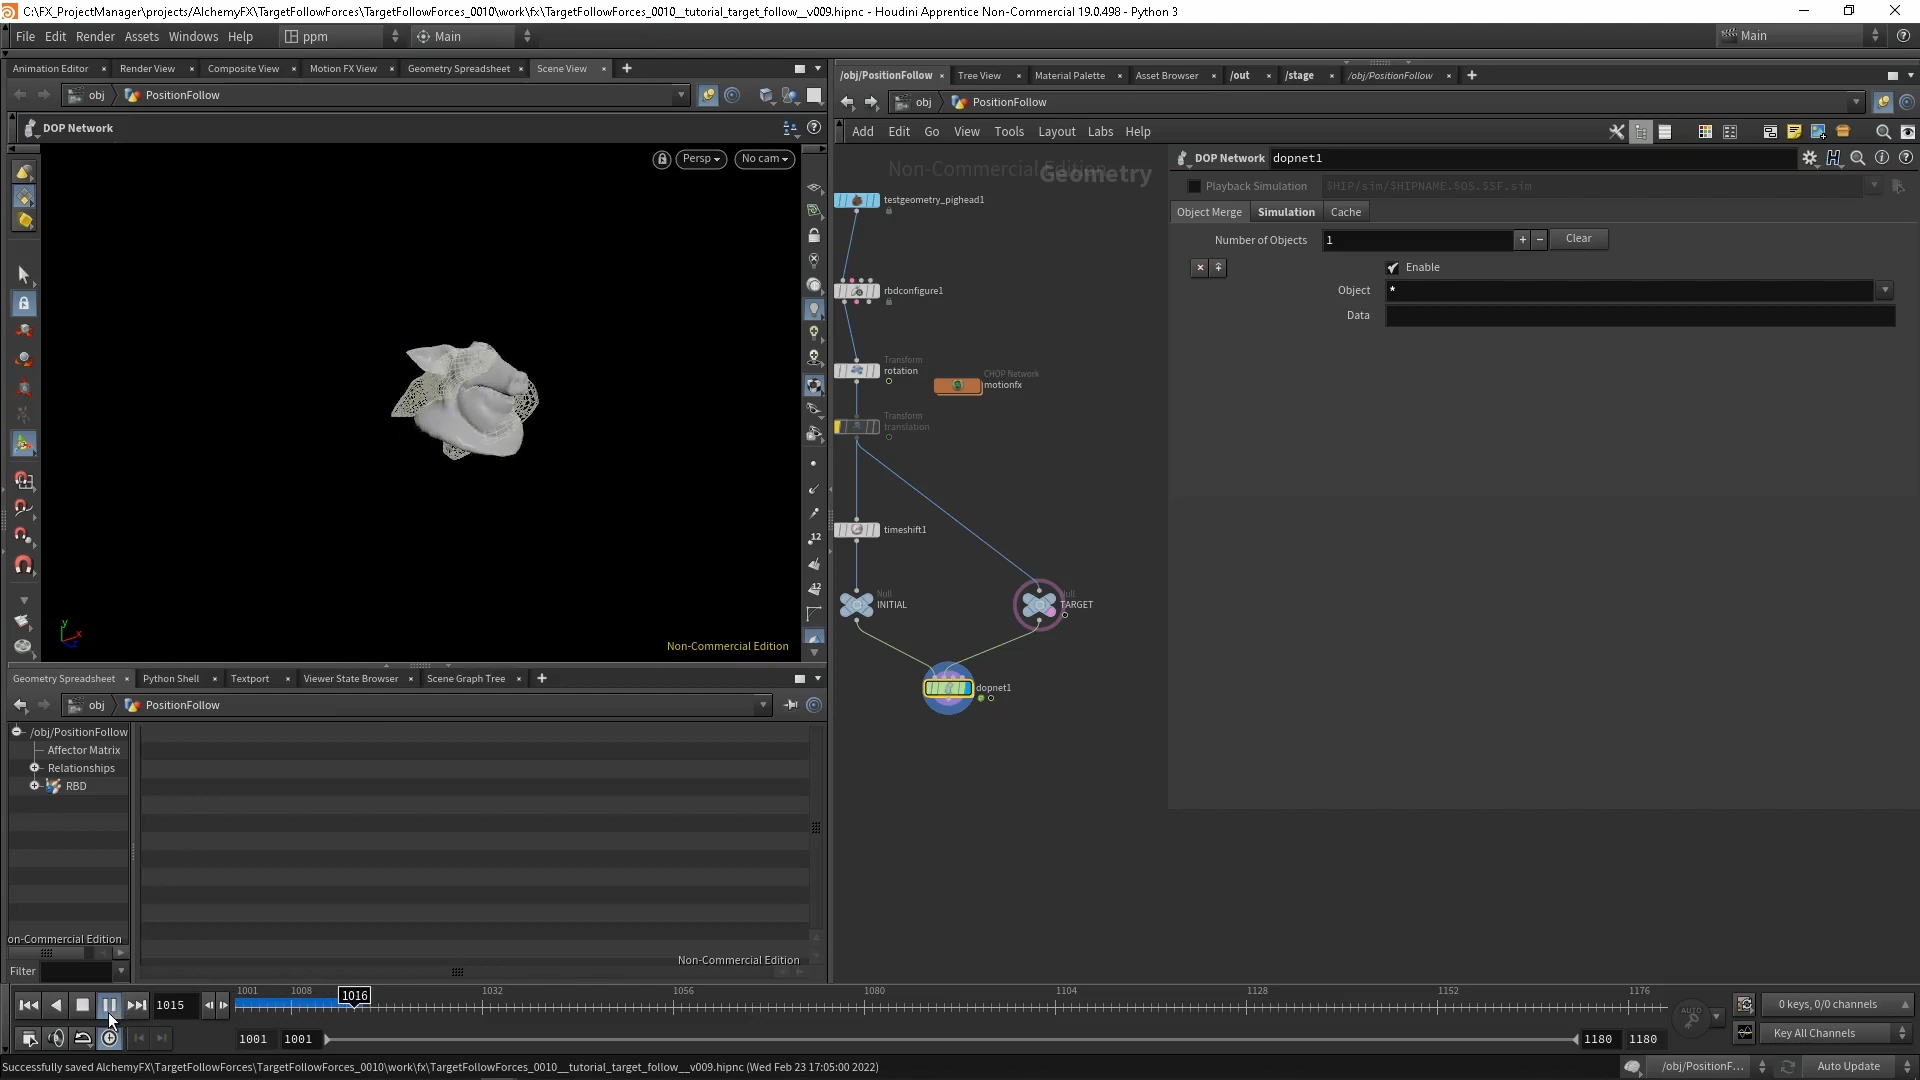 C:\FX_ProjectManager\projects/AlchemyFX\TargetFollowForces\TargetFollowForces_0010\work\fx\TargetFollowForces_0010__tutorial_target_follow__v009.hipnc - Houdini Apprentice Non-Commercial 19.0.498 - Python 3
File Edit Render Assets Windows Help ppm Main Main
Animation Editor Render View Composite View Motion FX View Geometry Spreadsheet Scene View
/obj/PositionFollow Tree View Material Palette Asset Browser /out /stage /obj/PositionFollow
obj PositionFollow
obj PositionFollow
DOP Network
Add Edit Go View Tools Layout Labs Help
Persp No cam
Non-Commercial Edition Geometry
DOP Network dopnet1
Playback Simulation $HIP/sim/$HIPNAME.$OS.$SF.sim
testgeometry_pighead1
Object Merge Simulation Cache
Number of Objects 1 Clear
Enable
rbdconfigure1
Object *
Data
Transform
rotation
CHOP Network
motionfx
Transform
translation
timeshift1
12
Null
INITIAL
12
Null
TARGET
y
x
Non-Commercial Edition
dopnet1
Geometry Spreadsheet Python Shell Textport Viewer State Browser Scene Graph Tree
obj PositionFollow
/obj/PositionFollow
Affector Matrix
Relationships
RBD
on-Commercial Edition
Non-Commercial Edition
Filter
1015 1001 1008 1016 1032 1056 1080 1104 1128 1152 1176
AUTO
0 keys, 0/0 channels
1001 1001 1180 1180 Key All Channels
Successfully saved AlchemyFX\TargetFollowForces\TargetFollowForces_0010\work\fx\TargetFollowForces_0010__tutorial_target_follow__v009.hipnc (Wed Feb 23 17:05:00 2022)
/obj/PositionF... Auto Update